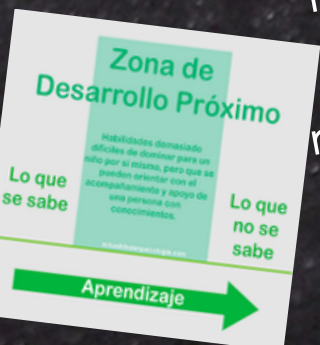 Zona de
Desarrollo Próximo
Habilidades demasiado
difíciles de dominar para un
niño por si mismo, pero que se
pueden orientar con el
acompañamiento y apoyo de
una persona con
conocimientos.
Lo que
se sabe
Lo que
no se
sabe
Aprendizaje